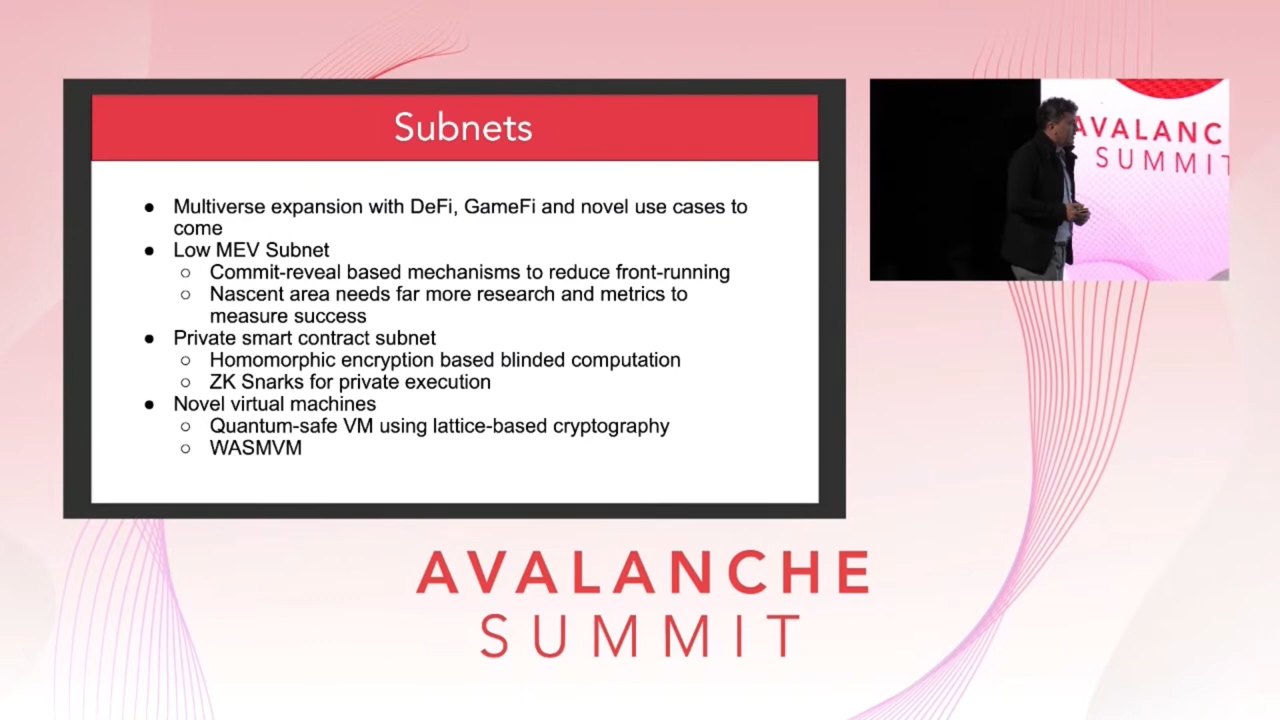 Subnets
● Multiverse expansion with DeFi, GameFi and novel use cases to
come
● Low MEV Subnet
○ Commit-reveal based mechanisms to reduce front-running
○ Nascent area needs far more research and metrics to
measure success
● Private smart contract subnet
○ Homomorphic encryption based blinded computation
○ ZK Snarks for private execution
● Novel virtual machines
○ Quantum-safe VM using lattice-based cryptography
○ WASMVM
AVALANC
SUMMIT
AVALANCHE
SUMMIT